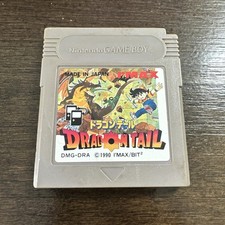 Nintendo GAME BOY
MADE IN JAPAN
I'MAX
ドラゴンテール
DRAGON TAIL
DMG-DRA © 1990 I'MAX/BIT²